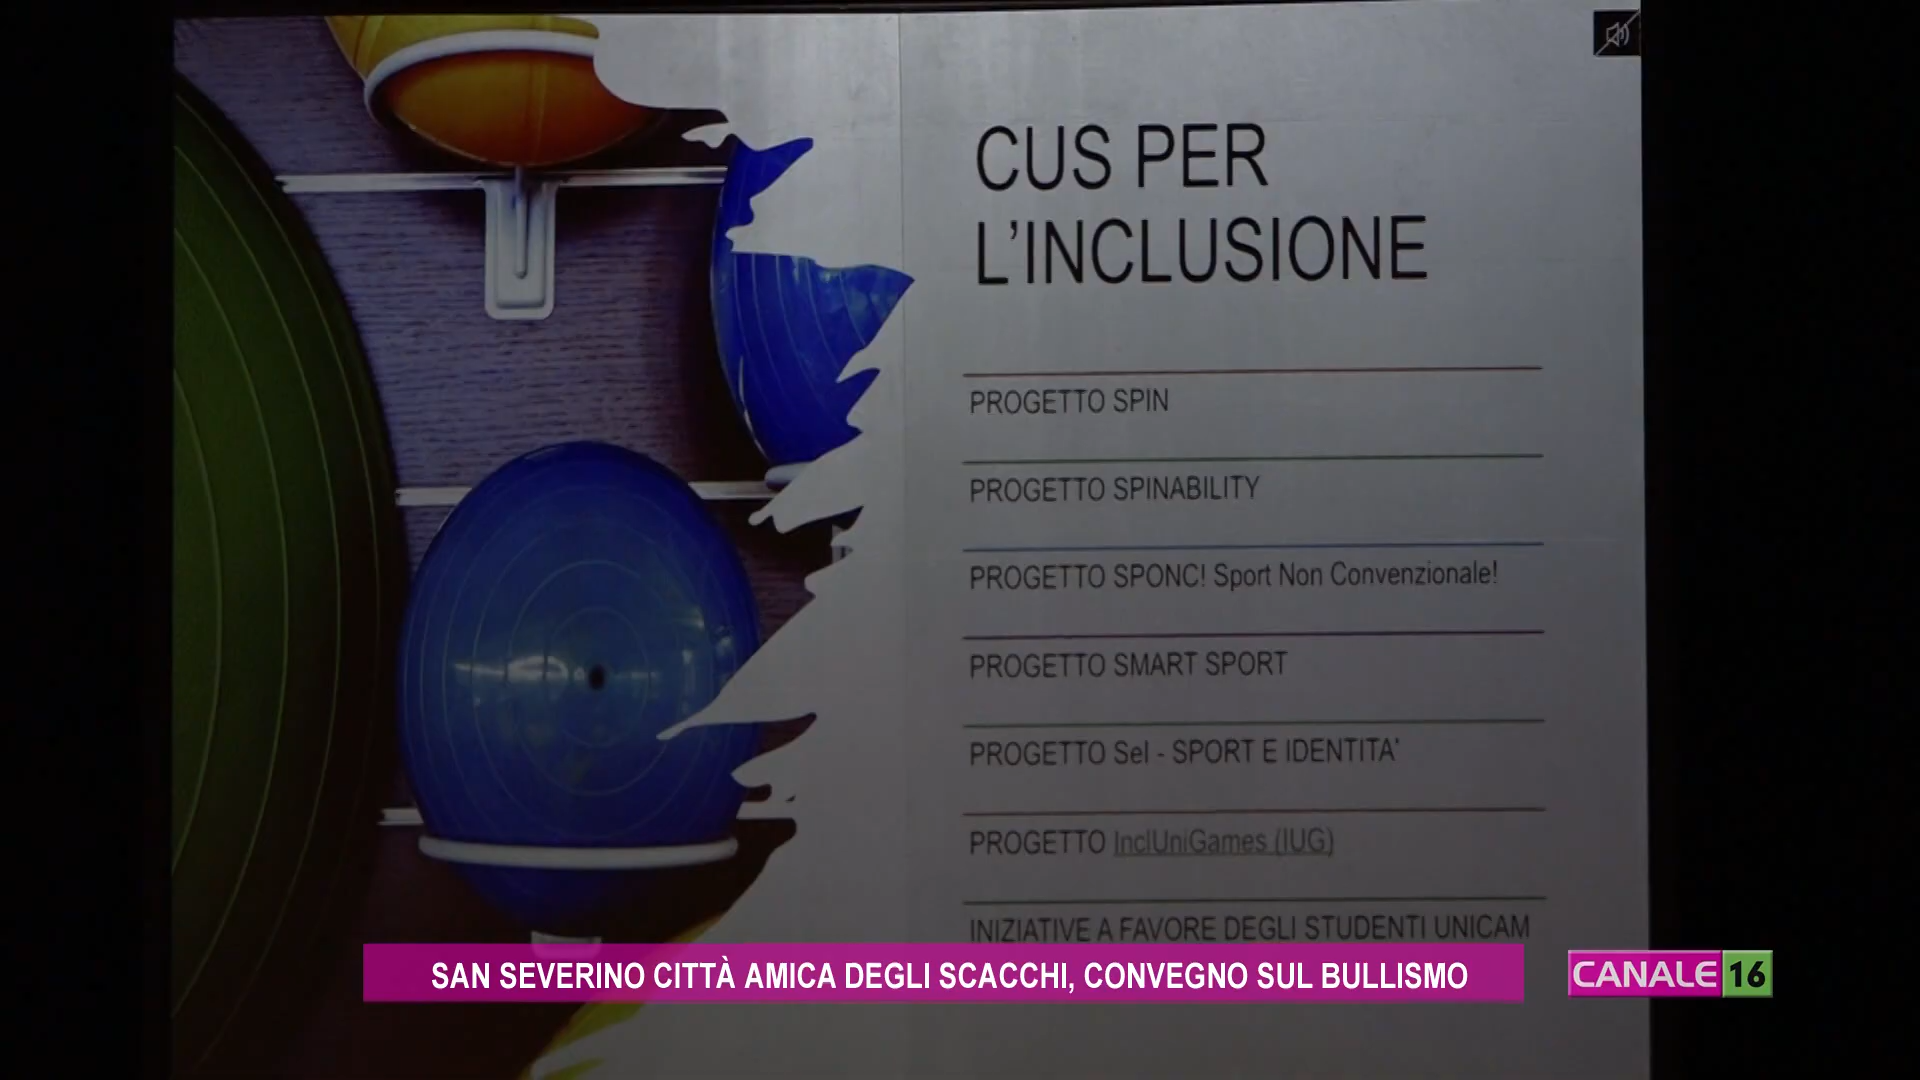 CUS PER
L'INCLUSIONE
PROGETTO SPIN
PROGETTO SPINABILITY
PROGETTO SPONC! Sport Non Convenzionale!
PROGETTO SMART SPORT
PROGETTO SeI - SPORT E IDENTITA'
PROGETTO InclUniGames (IUG)
INIZIATIVE A FAVORE DEGLI STUDENTI UNICAM
SAN SEVERINO CITTÀ AMICA DEGLI SCACCHI, CONVEGNO SUL BULLISMO
CANALE 16